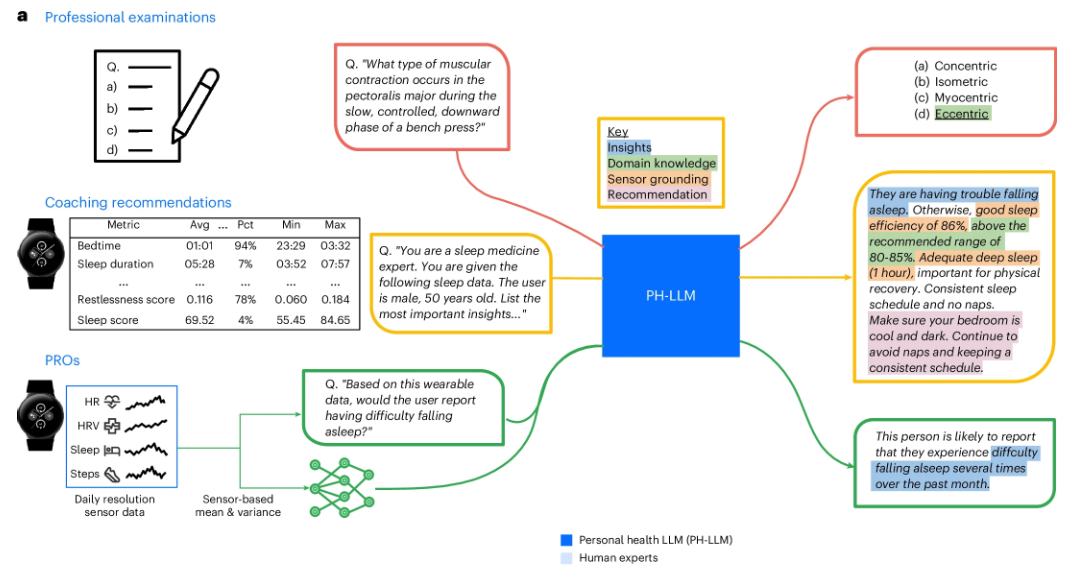 a Professional examinations
Q.
a)
b)
c)
d)
Q. "What type of muscular
contraction occurs in the
pectoralis major during the
slow, controlled, downward
phase of a bench press?"
Key
Insights
Domain knowledge
Sensor grounding
Recommendation
(a) Concentric
(b) Isometric
(c) Myocentric
(d) Eccentric
Coaching recommendations
Metric Avg ... Pct Min Max
Bedtime 01:01 94% 23:29 03:32
Sleep duration 05:28 7% 03:52 07:57
... ... ... ... ...
Restlessness score 0.116 78% 0.060 0.184
Sleep score 69.52 4% 55.45 84.65
Q. "You are a sleep medicine
expert. You are given the
following sleep data. The user
is male, 50 years old. List the
most important insights..."
PH-LLM
They are having trouble falling
asleep. Otherwise, good sleep
efficiency of 86%, above the
recommended range of
80-85%. Adequate deep sleep
(1 hour), important for physical
recovery. Consistent sleep
schedule and no naps.
Make sure your bedroom is
cool and dark. Continue to
avoid naps and keeping a
consistent schedule.
PROs
HR
HRV
Sleep
Steps
Daily resolution
sensor data
Sensor-based
mean & variance
Q. "Based on this wearable
data, would the user report
having difficulty falling
asleep?"
This person is likely to report
that they experience diffculty
falling alseep several times
over the past month.
Personal health LLM (PH-LLM)
Human experts